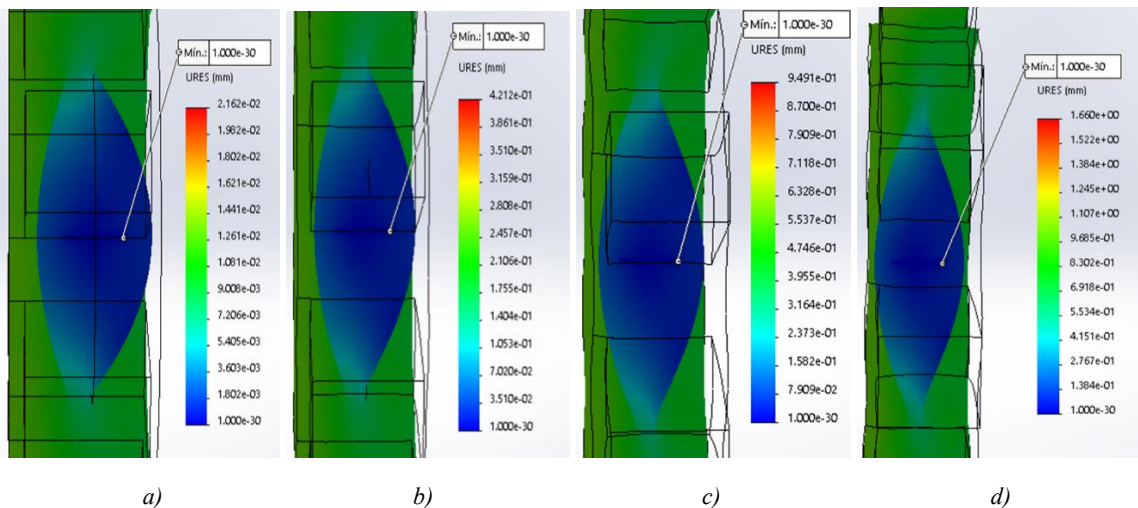 Mín.: 1.000e-30
URES (mm)
2.162e-02
1.982e-02
1.802e-02
1.621e-02
1.441e-02
1.261e-02
1.081e-02
9.008e-03
7.206e-03
5.405e-03
3.603e-03
1.802e-03
1.000e-30
a)
Mín.: 1.000e-30
URES (mm)
4.212e-01
3.861e-01
3.510e-01
3.159e-01
2.808e-01
2.457e-01
2.106e-01
1.755e-01
1.404e-01
1.053e-01
7.020e-02
3.510e-02
1.000e-30
b)
Mín.: 1.000e-30
URES (mm)
9.491e-01
8.700e-01
7.909e-01
7.118e-01
6.328e-01
5.537e-01
4.746e-01
3.955e-01
3.164e-01
2.373e-01
1.582e-01
7.909e-02
1.000e-30
c)
Mín.: 1.000e-30
URES (mm)
1.660e+00
1.522e+00
1.384e+00
1.245e+00
1.107e+00
9.685e-01
8.302e-01
6.918e-01
5.534e-01
4.151e-01
2.767e-01
1.384e-01
1.000e-30
d)